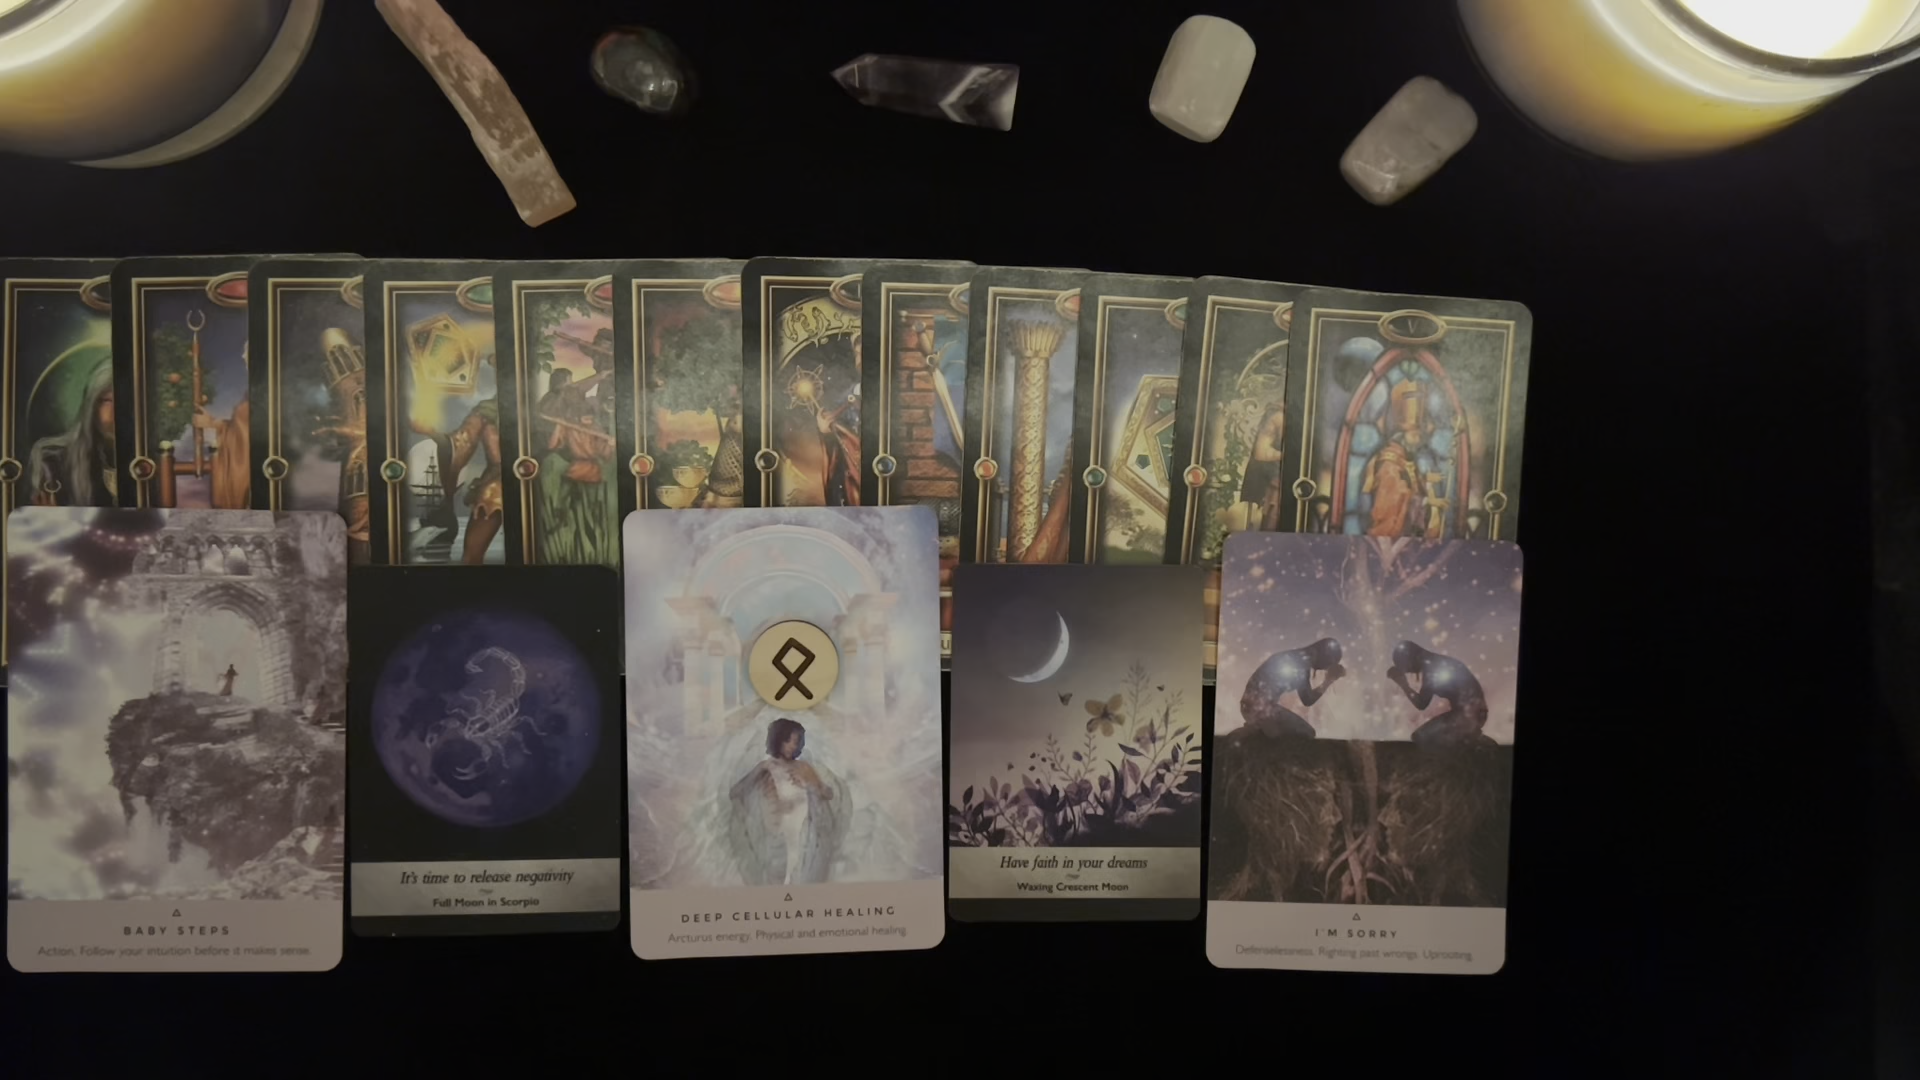 V
BABY STEPS
Action. Follow your intuition before it makes sense.
It's time to release negativity
Full Moon in Scorpio
DEEP CELLULAR HEALING
Arcturus energy. Physical and emotional healing.
Have faith in your dreams
Waxing Crescent Moon
I'M SORRY
Defenselessness. Righting past wrongs. Uprooting.